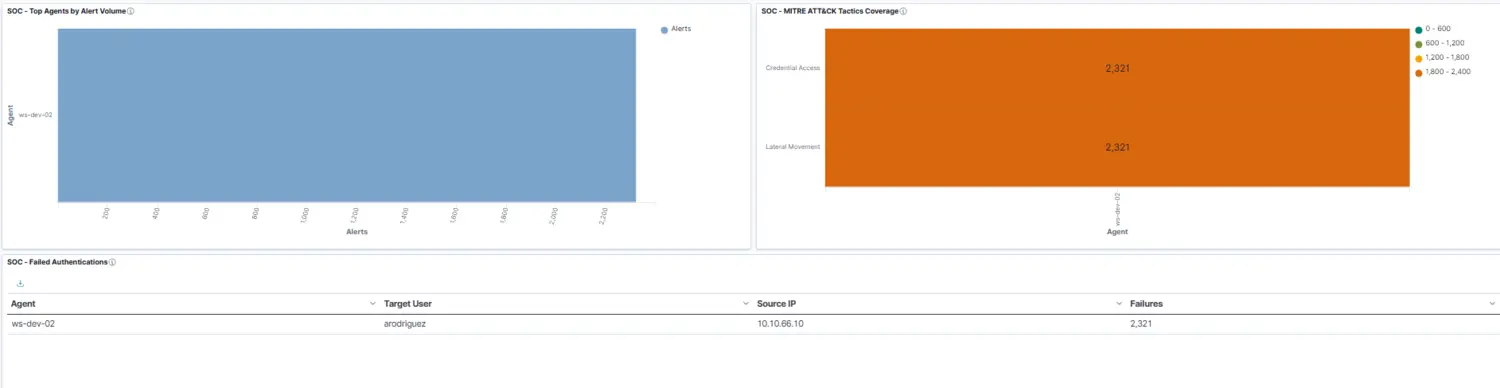 SOC - Top Agents by Alert Volume
Alerts
Agent
ws-dev-02
200
400
600
800
1,000
1,200
1,400
1,600
1,800
2,000
2,200
Alerts
SOC - MITRE ATT&CK Tactics Coverage
0 - 600
600 - 1,200
1,200 - 1,800
1,800 - 2,400
Credential Access
2,321
Lateral Movement
2,321
ws-dev-02
Agent
SOC - Failed Authentications
Agent Target User Source IP Failures
ws-dev-02 arodriguez 10.10.66.10 2,321